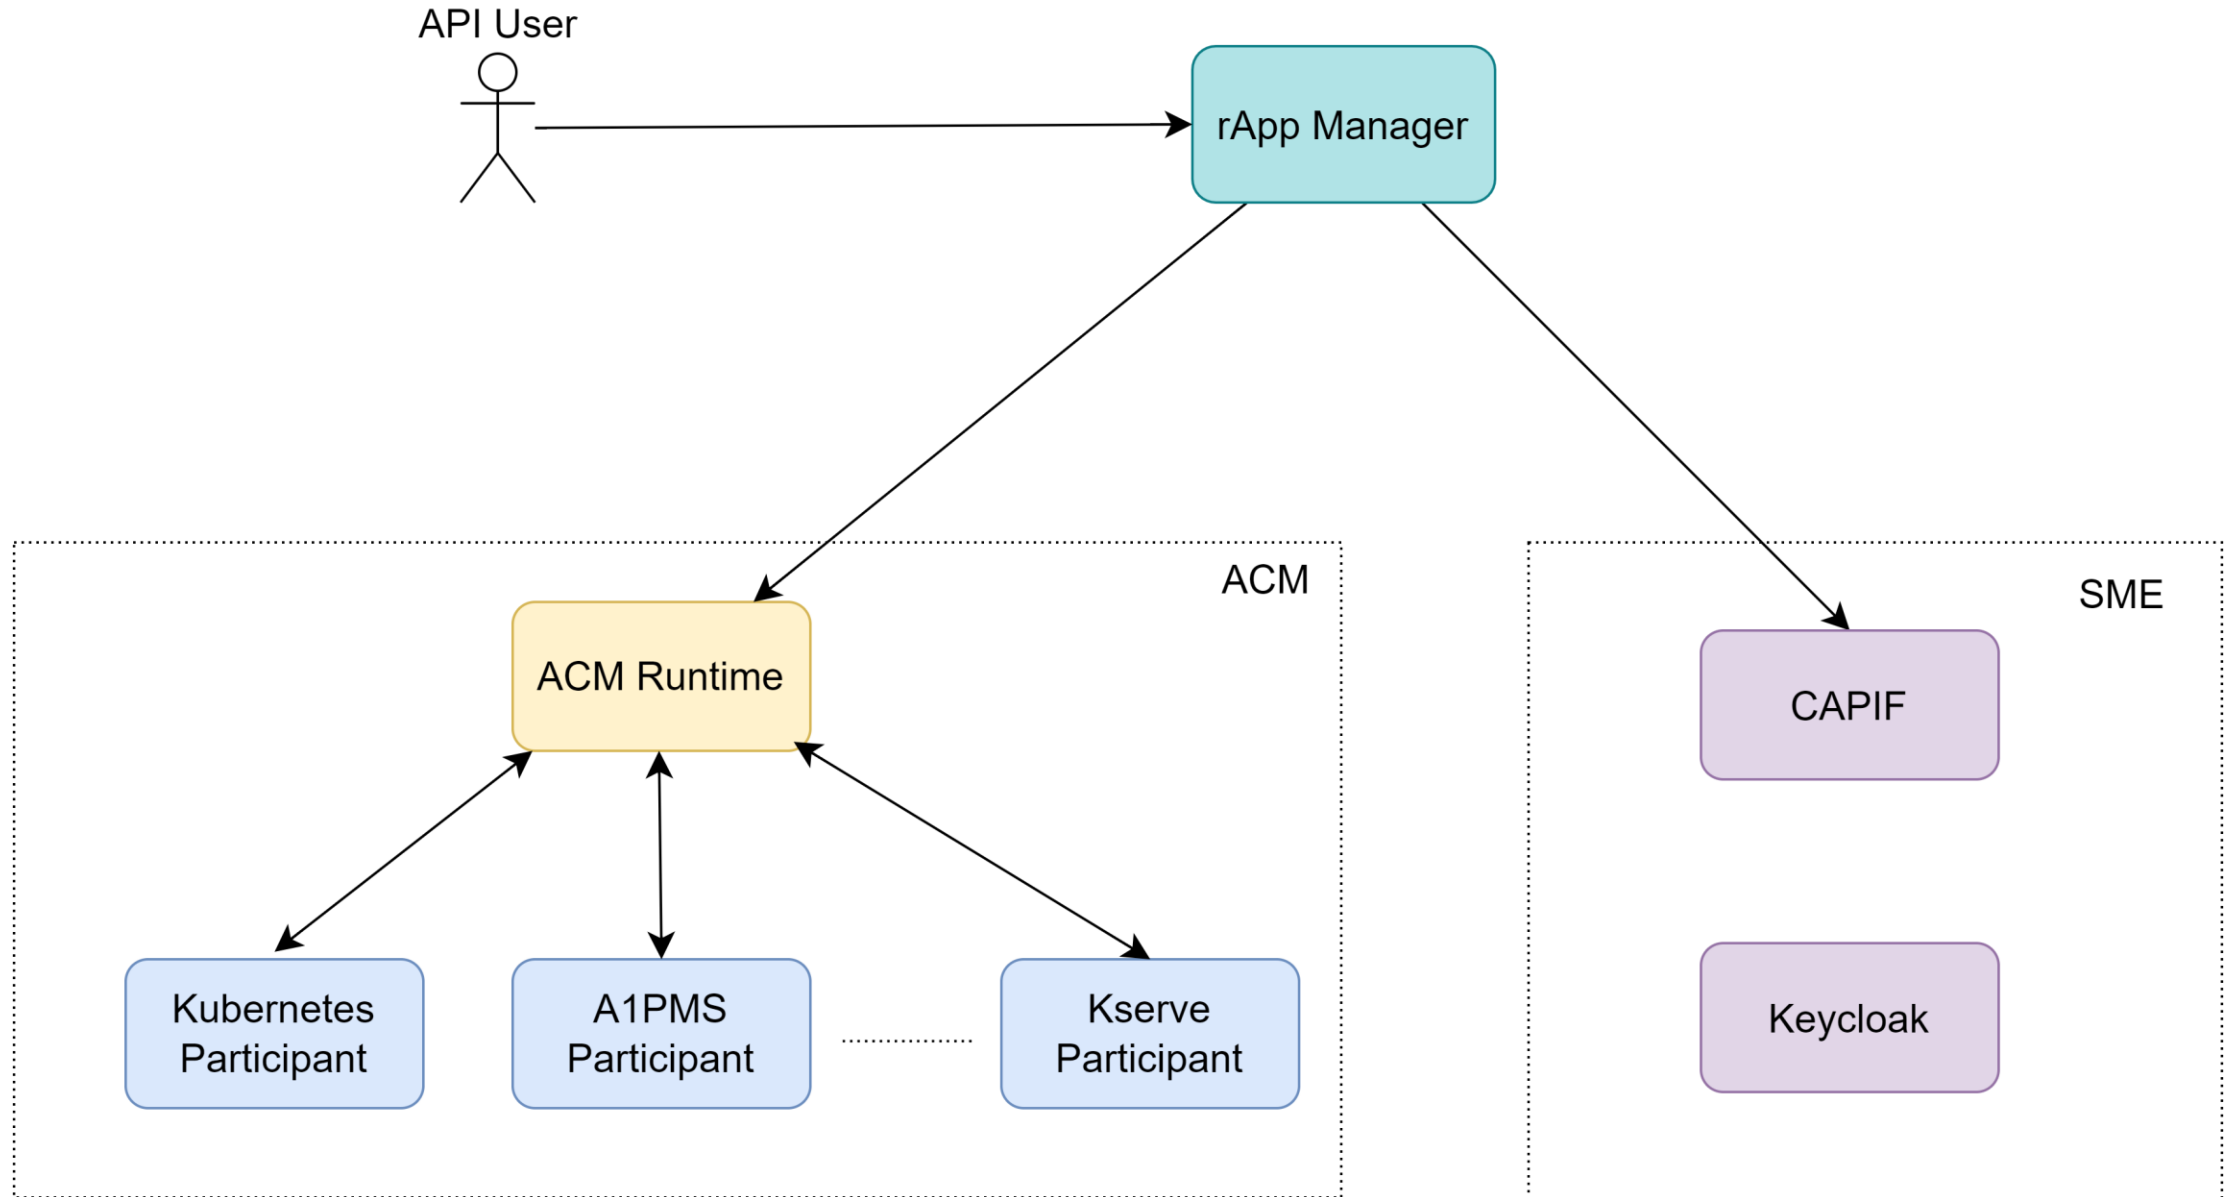 API User
rApp Manager
ACM
SME
ACM Runtime
CAPIF
Kubernetes
Participant
A1PMS
Participant
Kserve
Participant
Keycloak